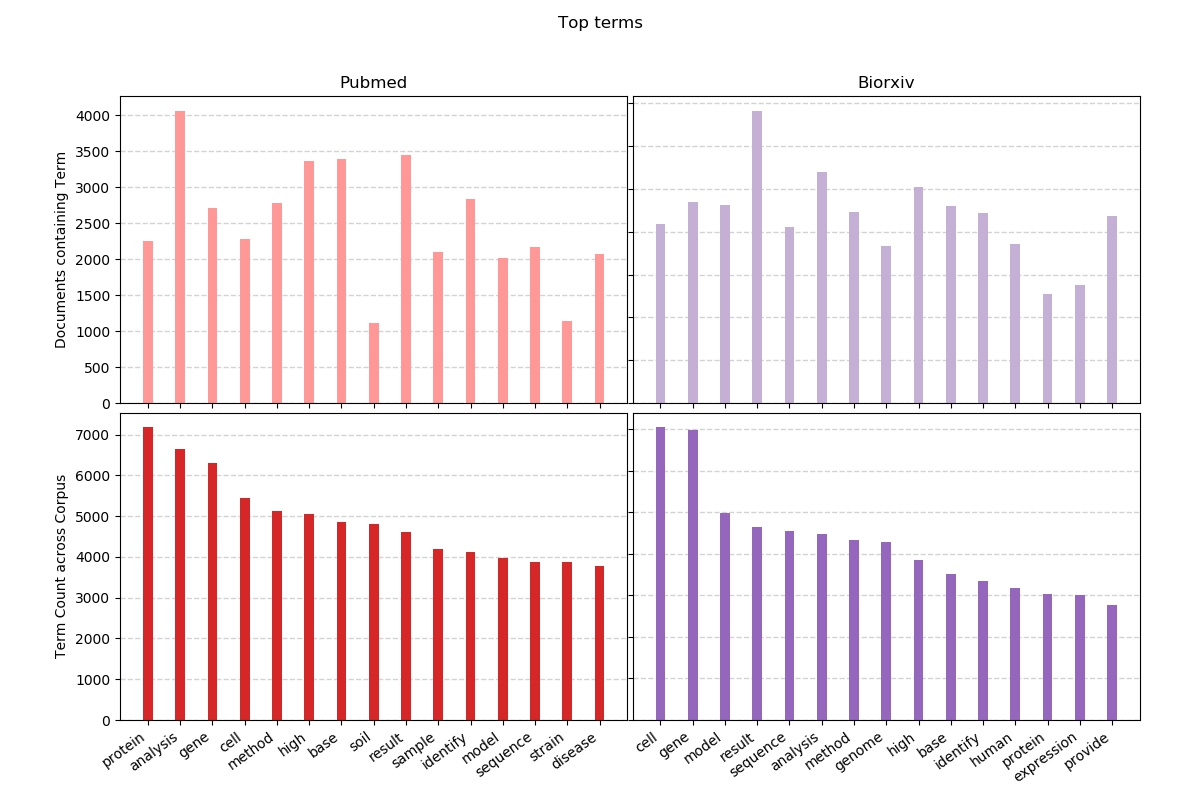 Top terms
Pubmed
Biorxiv
Documents containing Term
4000
3500
3000
2500
2000
1500
1000
500
0
Term Count across Corpus
7000
6000
5000
4000
3000
2000
1000
0
protein
analysis
gene
cell
method
high
base
soil
result
sample
identify
model
sequence
strain
disease
cell
gene
model
result
sequence
analysis
method
genome
high
base
identify
human
protein
expression
provide